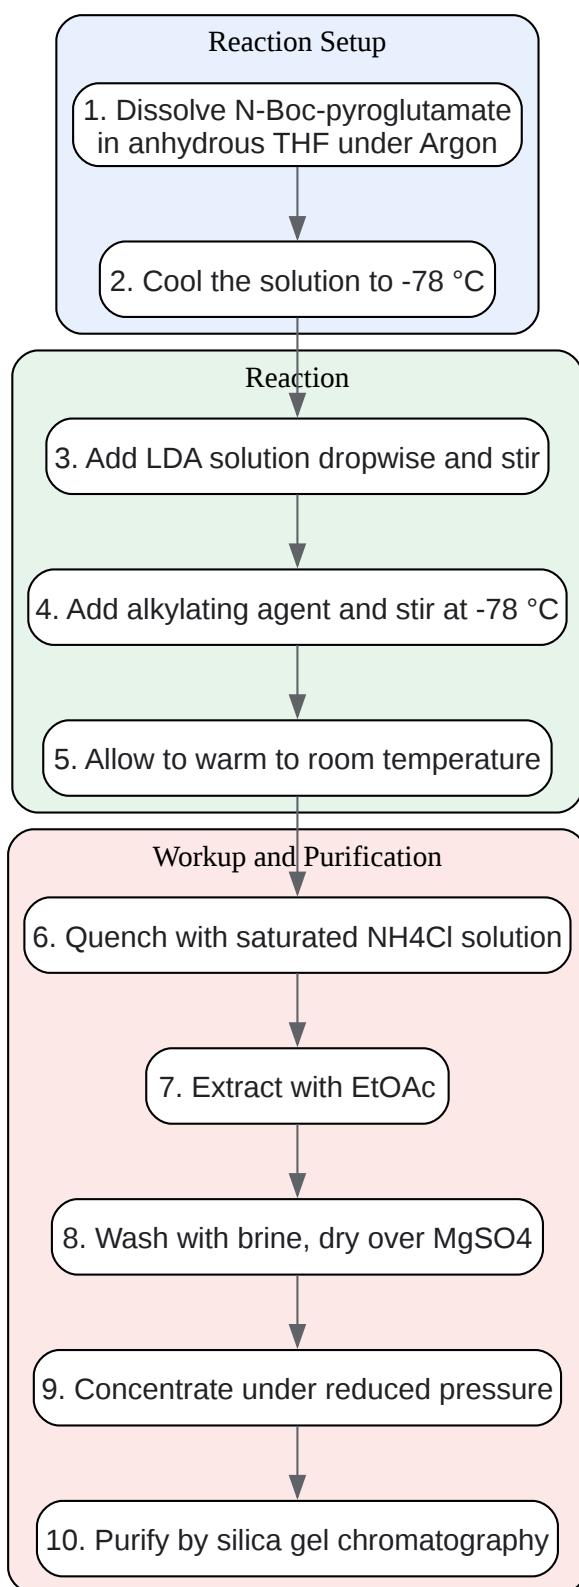 Reaction Setup
1. Dissolve N-Boc-pyroglutamate
in anhydrous THF under Argon
2. Cool the solution to -78 °C
Reaction
3. Add LDA solution dropwise and stir
4. Add alkylating agent and stir at -78 °C
5. Allow to warm to room temperature
Workup and Purification
6. Quench with saturated NH4Cl solution
7. Extract with EtOAc
8. Wash with brine, dry over MgSO4
9. Concentrate under reduced pressure
10. Purify by silica gel chromatography